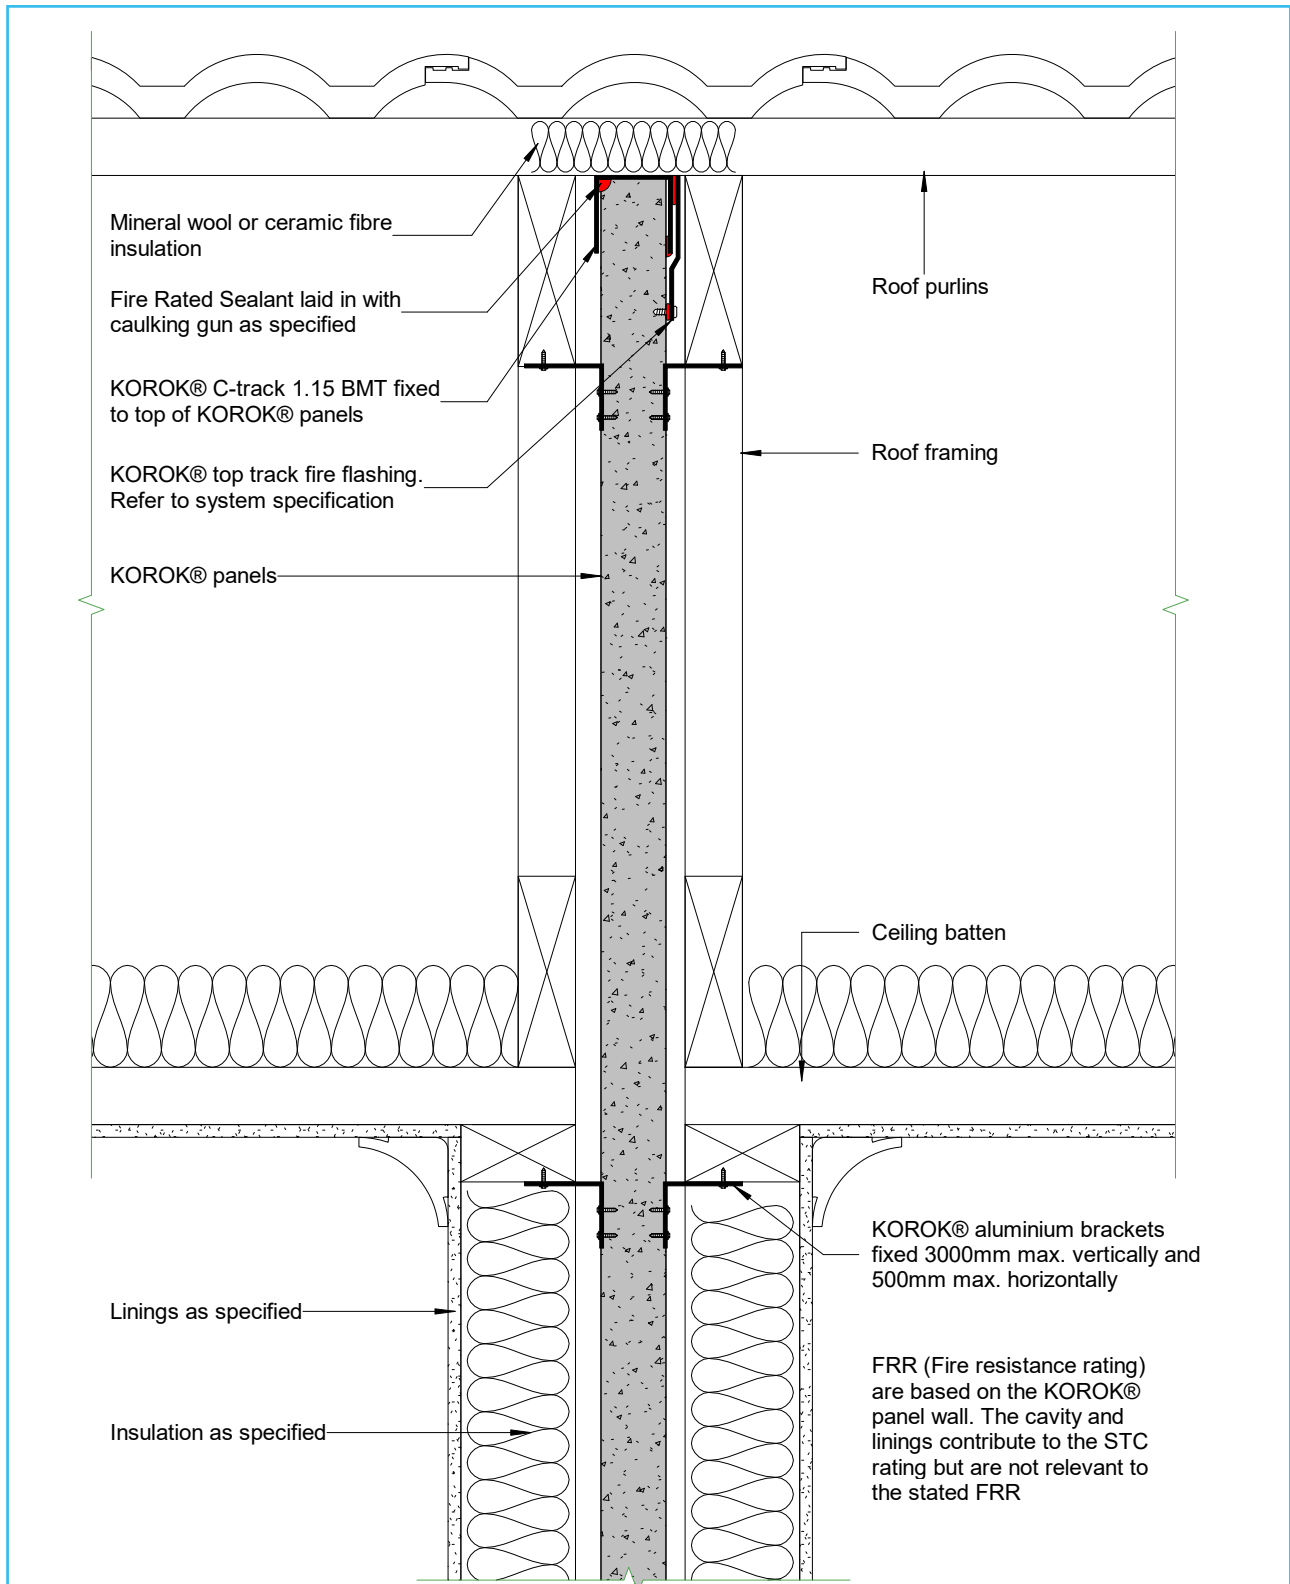 Mineral wool or ceramic fibre
insulation
Fire Rated Sealant laid in with
caulking gun as specified
KOROK® C-track 1.15 BMT fixed
to top of KOROK® panels
KOROK® top track fire flashing.
Refer to system specification
KOROK® panels
Linings as specified
Insulation as specified
Roof purlins
Roof framing
Ceiling batten
KOROK® aluminium brackets
fixed 3000mm max. vertically and
500mm max. horizontally
FRR (Fire resistance rating)
are based on the KOROK®
panel wall. The cavity and
linings contribute to the STC
rating but are not relevant to
the stated FRR